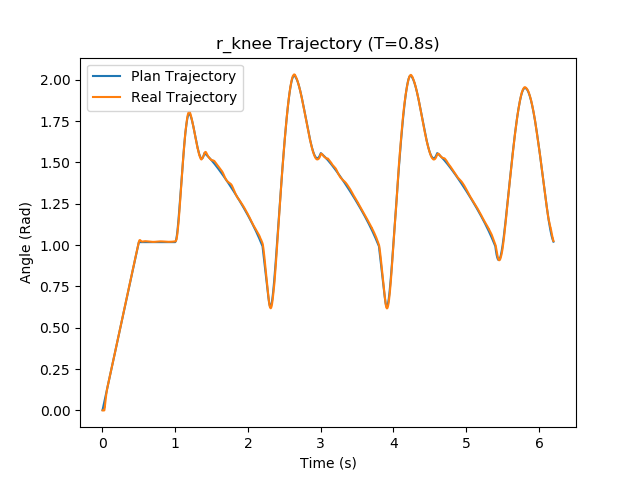 r_knee Trajectory (T=0.8s)
Plan Trajectory
Real Trajectory
2.00
1.75
1.50
1.25
1.00
0.75
0.50
0.25
0.00
Angle (Rad)
0 1 2 3 4 5 6
Time (s)